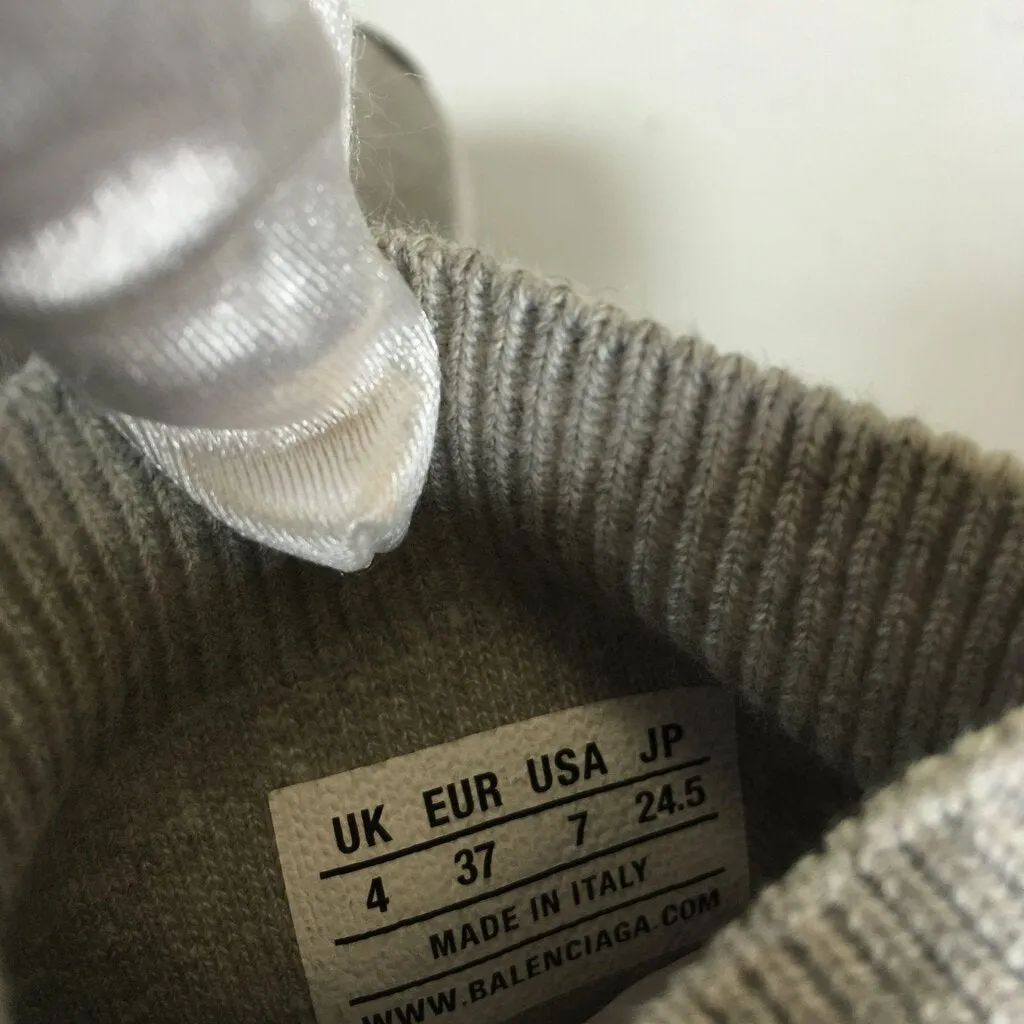 UK EUR USA JP
4 37 7 24.5
MADE IN ITALY
WWW.BALENCIAGA.COM